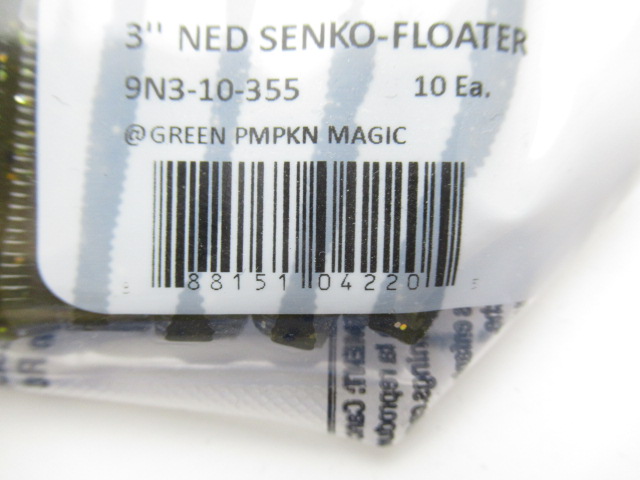 3" NED SENKO-FLOATER
9N3-10-355 10 Ea.
@GREEN PMPKN MAGIC
88151 04220